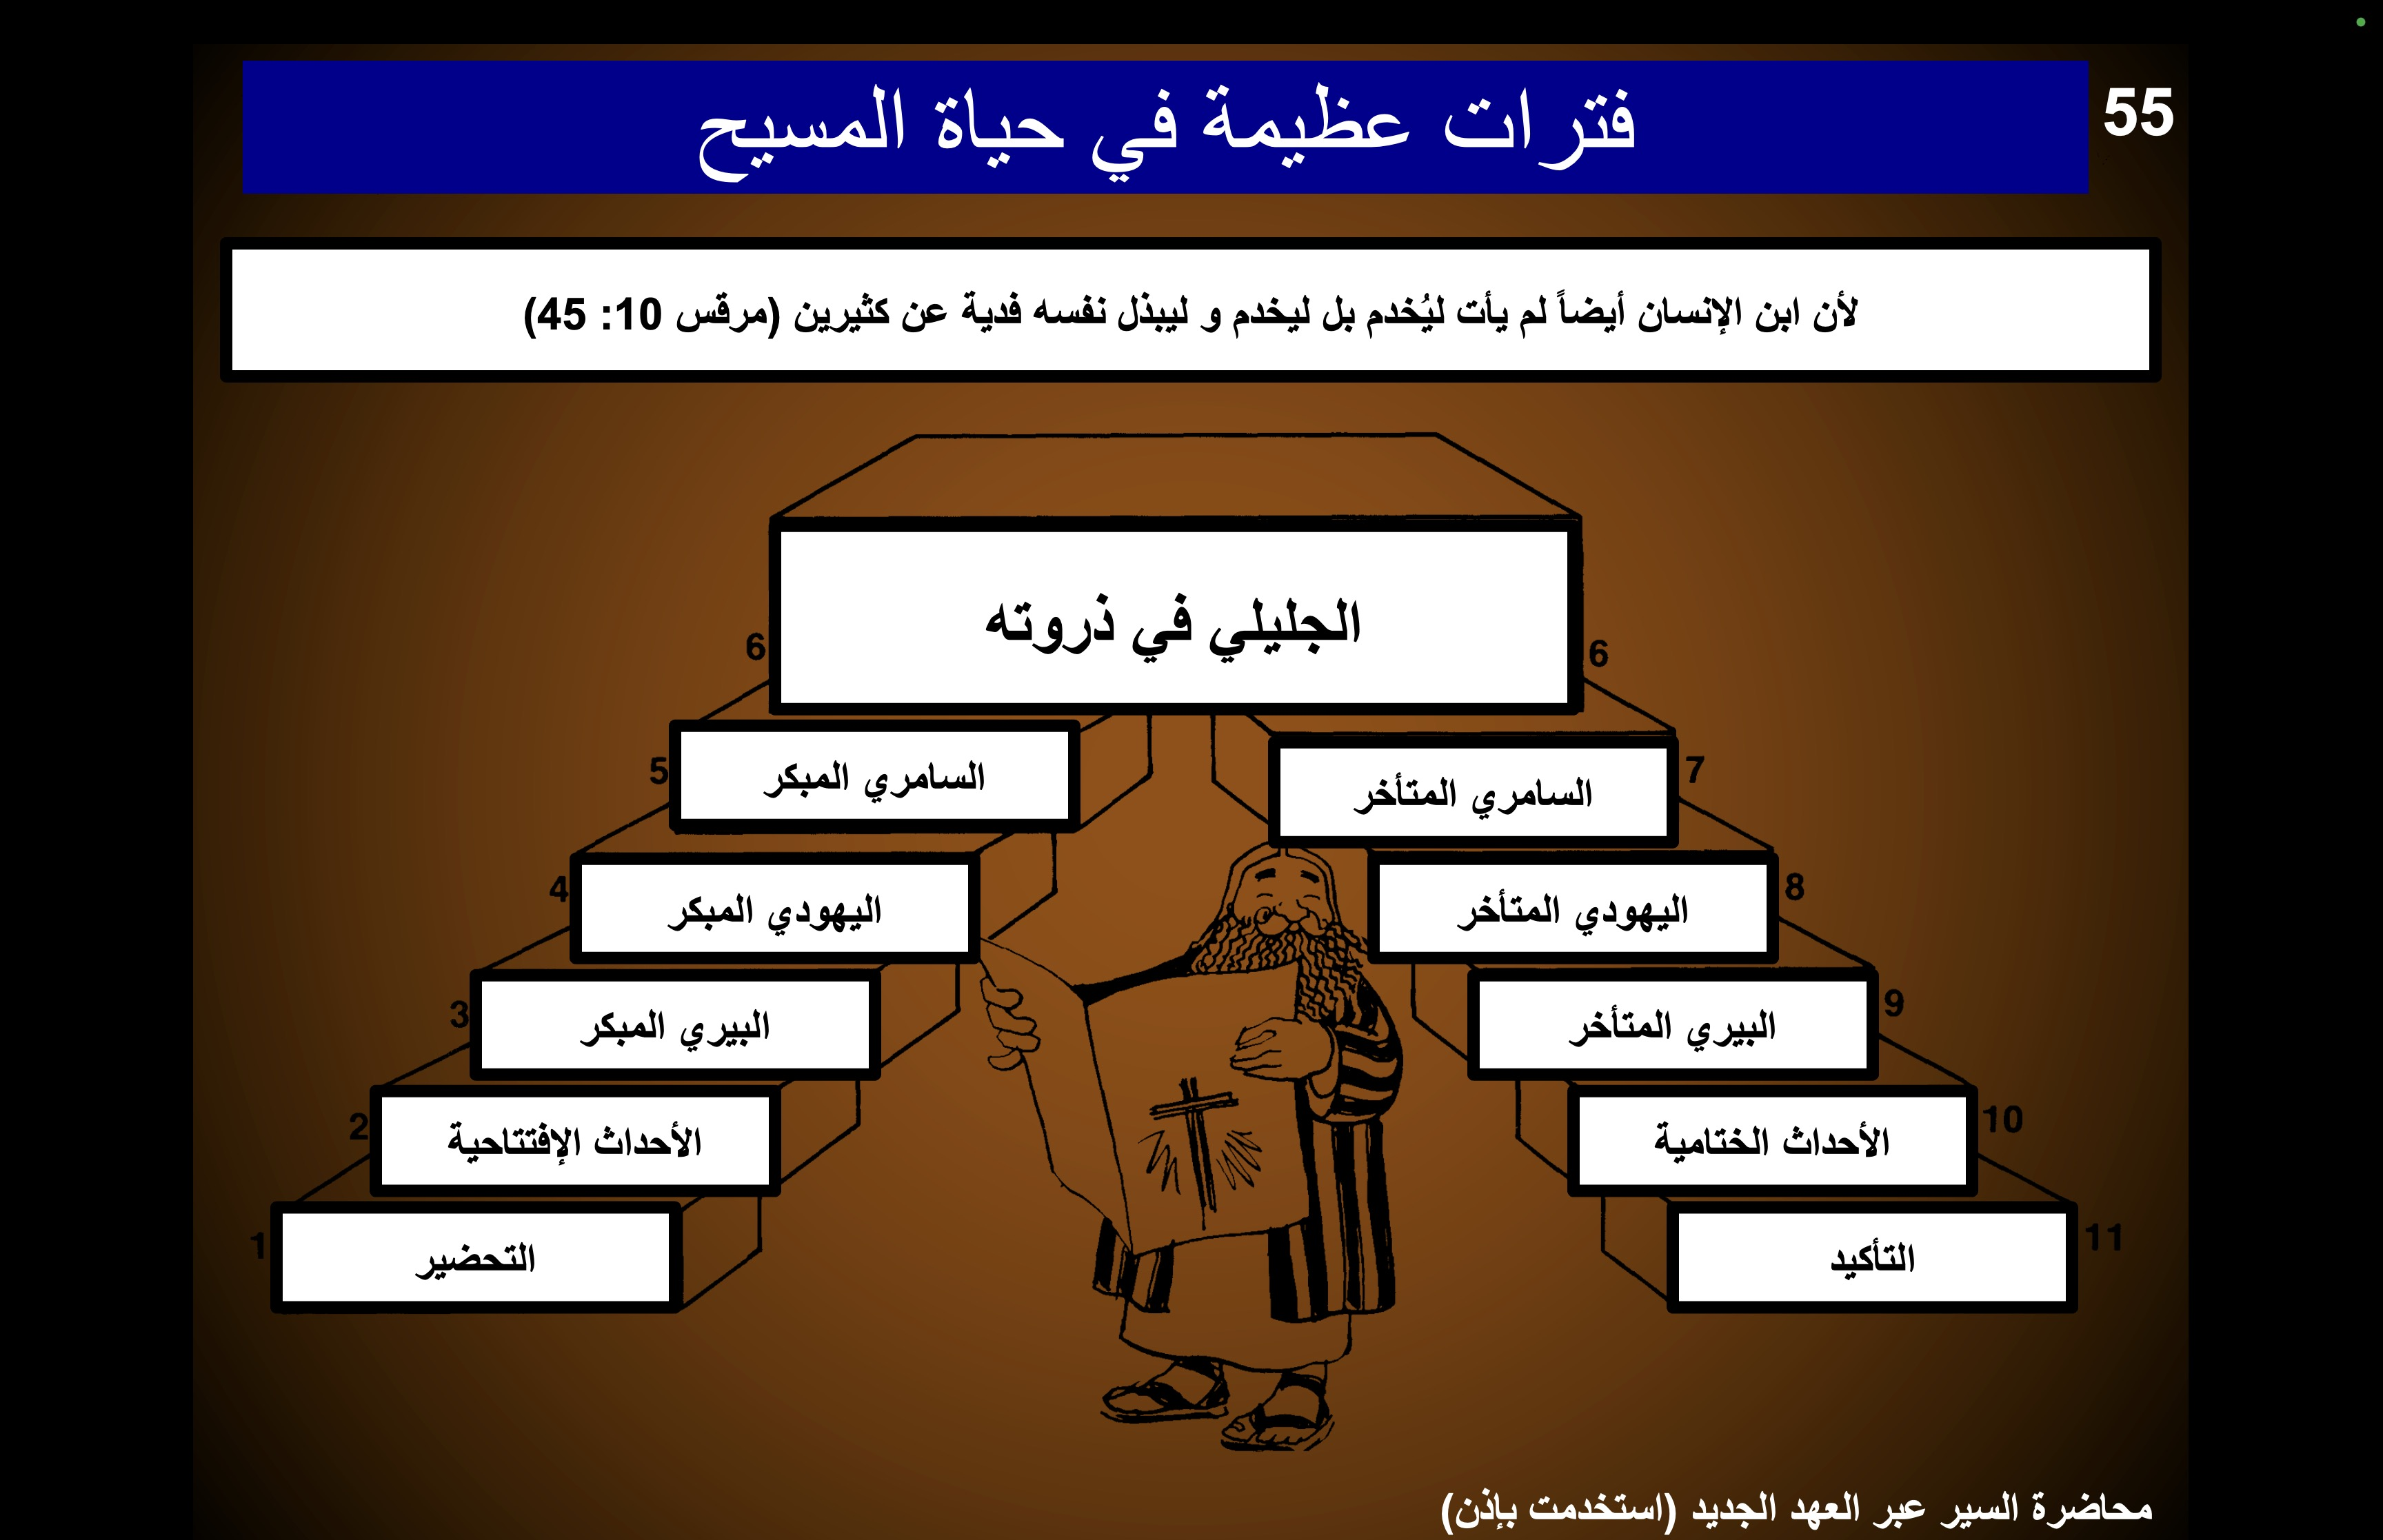 55
فترات عظيمة في حياة المسيح
لأن ابن الإنسان أيضاً لم يأت ليُخدم بل ليخدم و ليبذل نفسه فدية عن كثيرين (مرقس 10: 45)
الجليلي في ذروته
6
6
السامري المبكر
5
السامري المتأخر
7
اليهودي المبكر
4
اليهودي المتأخر
8
البيري المبكر
3
البيري المتأخر
9
الأحداث الإفتتاحية
2
الأحداث الختامية
10
التحضير
1
التأكيد
11
محاضرة السير عبر العهد الجديد (استخدمت بإذن)